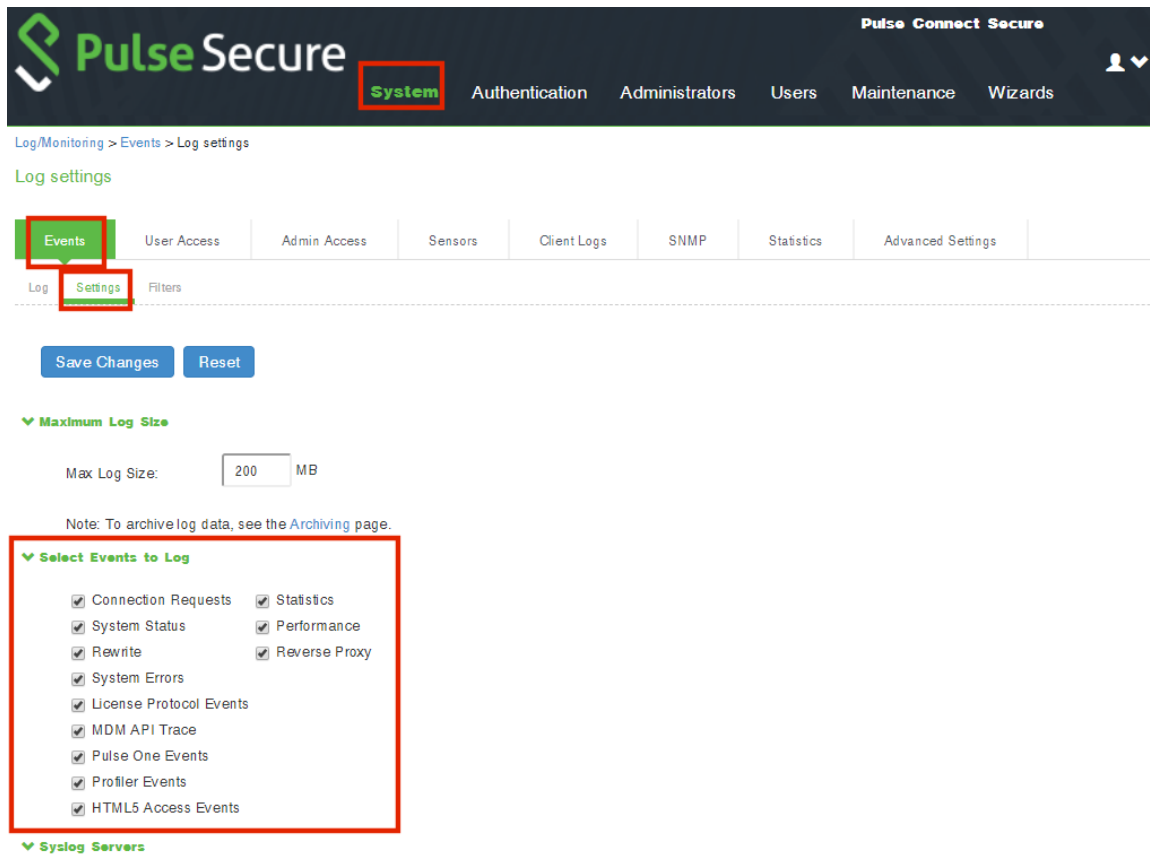 Pulse Secure
Pulse Connect Secure
System Authentication Administrators Users Maintenance Wizards
Log/Monitoring > Events > Log settings
Log settings
Events User Access Admin Access Sensors Client Logs SNMP Statistics Advanced Settings
Log Settings Filters
Save Changes Reset
Maximum Log Size
Max Log Size: 200 MB
Note: To archive log data, see the Archiving page.
Select Events to Log
Connection Requests Statistics
System Status Performance
Rewrite Reverse Proxy
System Errors
License Protocol Events
MDM API Trace
Pulse One Events
Profiler Events
HTML5 Access Events
Syslog Servers